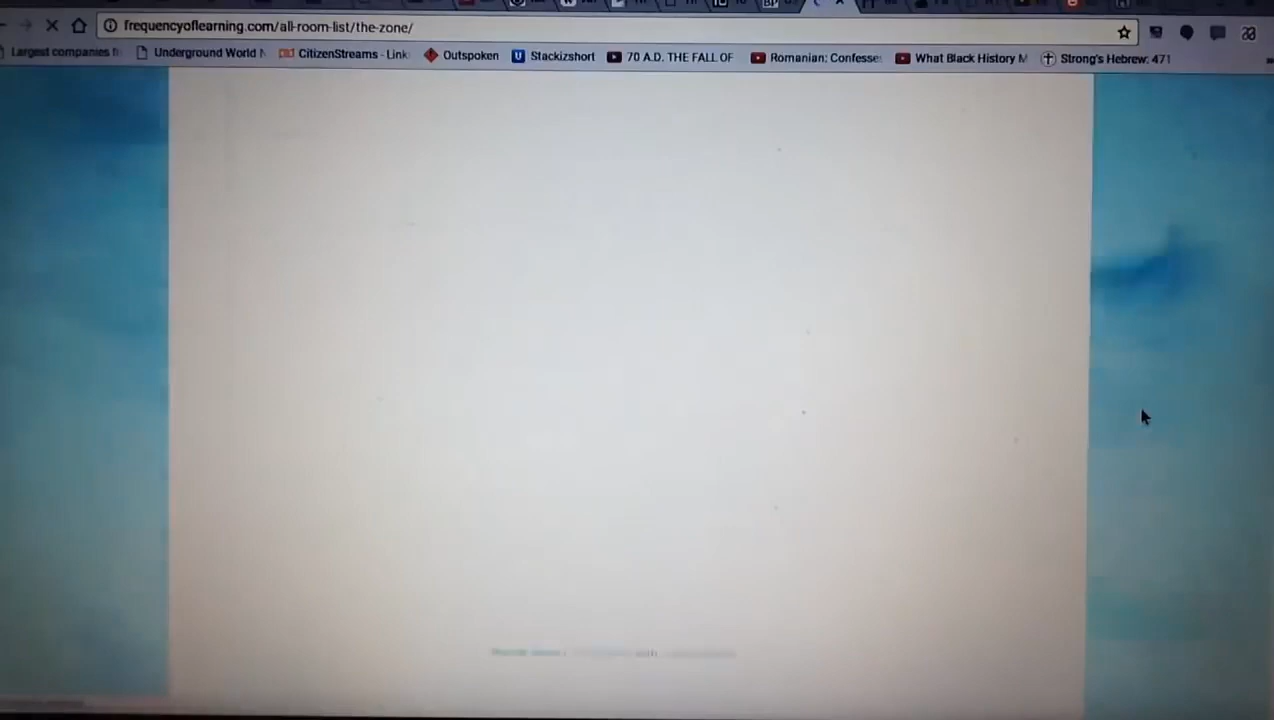 frequencyoflearning.com/all-room-list/the-zone/
Largest companies Underground World CitizenStreams - Link Outspoken Stackizshort 70 A.D. THE FALL OF Romanian: Confesse What Black History M Strong's Hebrew: 471